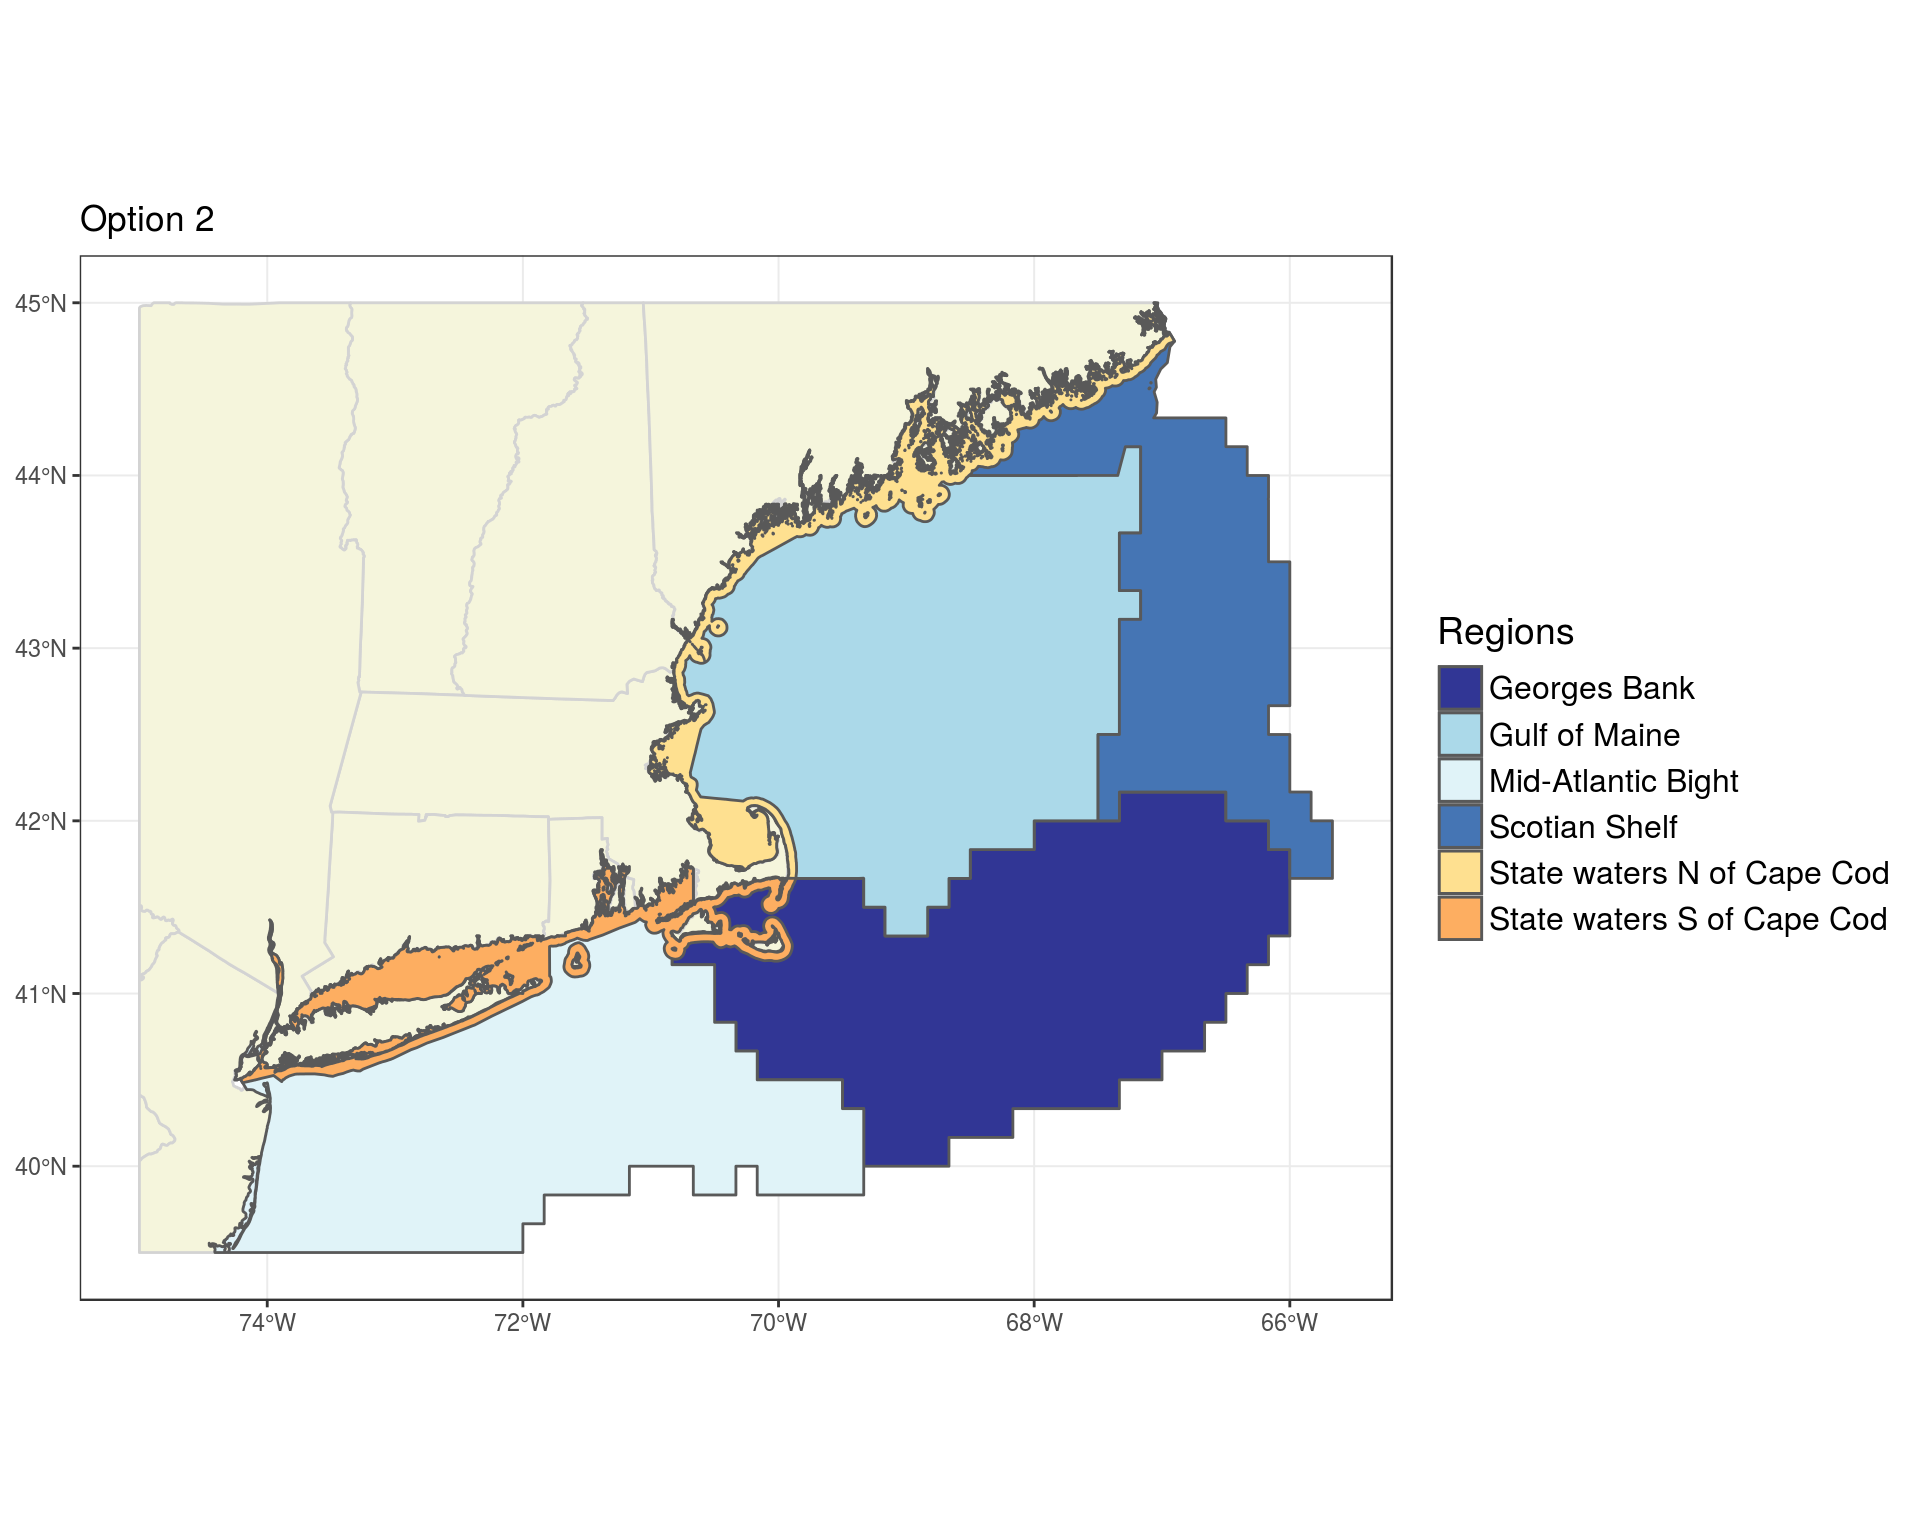 Option 2
45°N
44°N
43°N
42°N
41°N
40°N
74°W
72°W
70°W
68°W
66°W
Regions
Georges Bank
Gulf of Maine
Mid-Atlantic Bight
Scotian Shelf
State waters N of Cape Cod
State waters S of Cape Cod